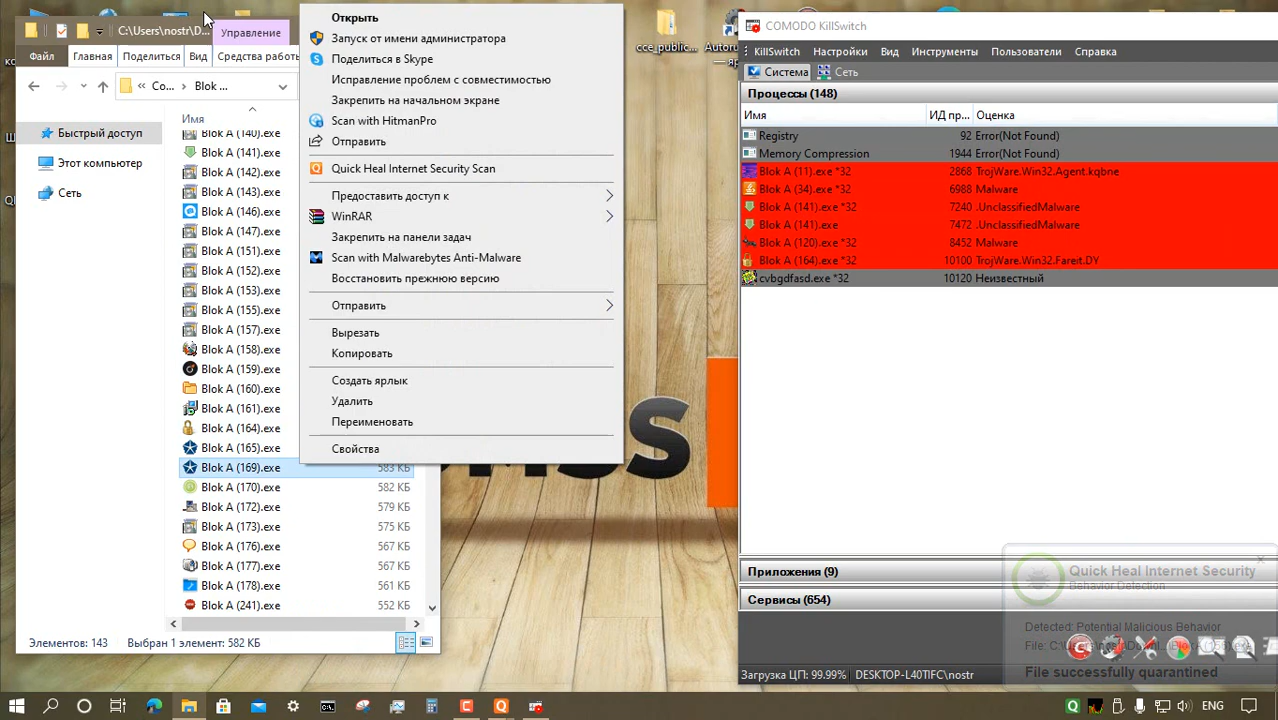 C:\Users\nostr\D...
Управление
Файл
Главная
Поделиться
Вид
Средства работы
Co...
Blok ...
Имя
Быстрый доступ
Этот компьютер
Сеть
Blok A (140).exe
Blok A (141).exe
Blok A (142).exe
Blok A (143).exe
Blok A (146).exe
Blok A (147).exe
Blok A (151).exe
Blok A (152).exe
Blok A (153).exe
Blok A (155).exe
Blok A (157).exe
Blok A (158).exe
Blok A (159).exe
Blok A (160).exe
Blok A (161).exe
Blok A (164).exe
Blok A (165).exe
Blok A (169).exe 583 КБ
Blok A (170).exe 582 КБ
Blok A (172).exe 579 КБ
Blok A (173).exe 575 КБ
Blok A (176).exe 567 КБ
Blok A (177).exe 566 КБ
Blok A (178).exe 561 КБ
Blok A (241).exe 552 КБ
Элементов: 143 Выбран 1 элемент: 582 КБ
Открыть
Запуск от имени администратора
Поделиться в Skype
Исправление проблем с совместимостью
Закрепить на начальном экране
Scan with HitmanPro
Отправить
Quick Heal Internet Security Scan
Предоставить доступ к
WinRAR
Закрепить на панели задач
Scan with Malwarebytes Anti-Malware
Восстановить прежнюю версию
Отправить
Вырезать
Копировать
Создать ярлык
Удалить
Переименовать
Свойства
cce_public...
COMODO KillSwitch
KillSwitch Настройки Вид Инструменты Пользователи Справка
Система Сеть
Процессы (148)
Имя ИД пр... Оценка
Registry 92 Error(Not Found)
Memory Compression 1944 Error(Not Found)
Blok A (11).exe *32 2868 TrojWare.Win32.Agent.kqbne
Blok A (34).exe *32 6988 Malware
Blok A (141).exe *32 7240 .UnclassifiedMalware
Blok A (141).exe 7472 .UnclassifiedMalware
Blok A (120).exe *32 8452 Malware
Blok A (164).exe *32 10100 TrojWare.Win32.Fareit.DY
cvbgdfasd.exe *32 10120 Неизвестный
Приложения (9)
Сервисы (654)
Quick Heal Internet Security
Behavior Detection
Detected: Potential Malicious Behavior
File successfully quarantined
Загрузка ЦП: 99.99% DESKTOP-L40TIFC\nostr
ENG